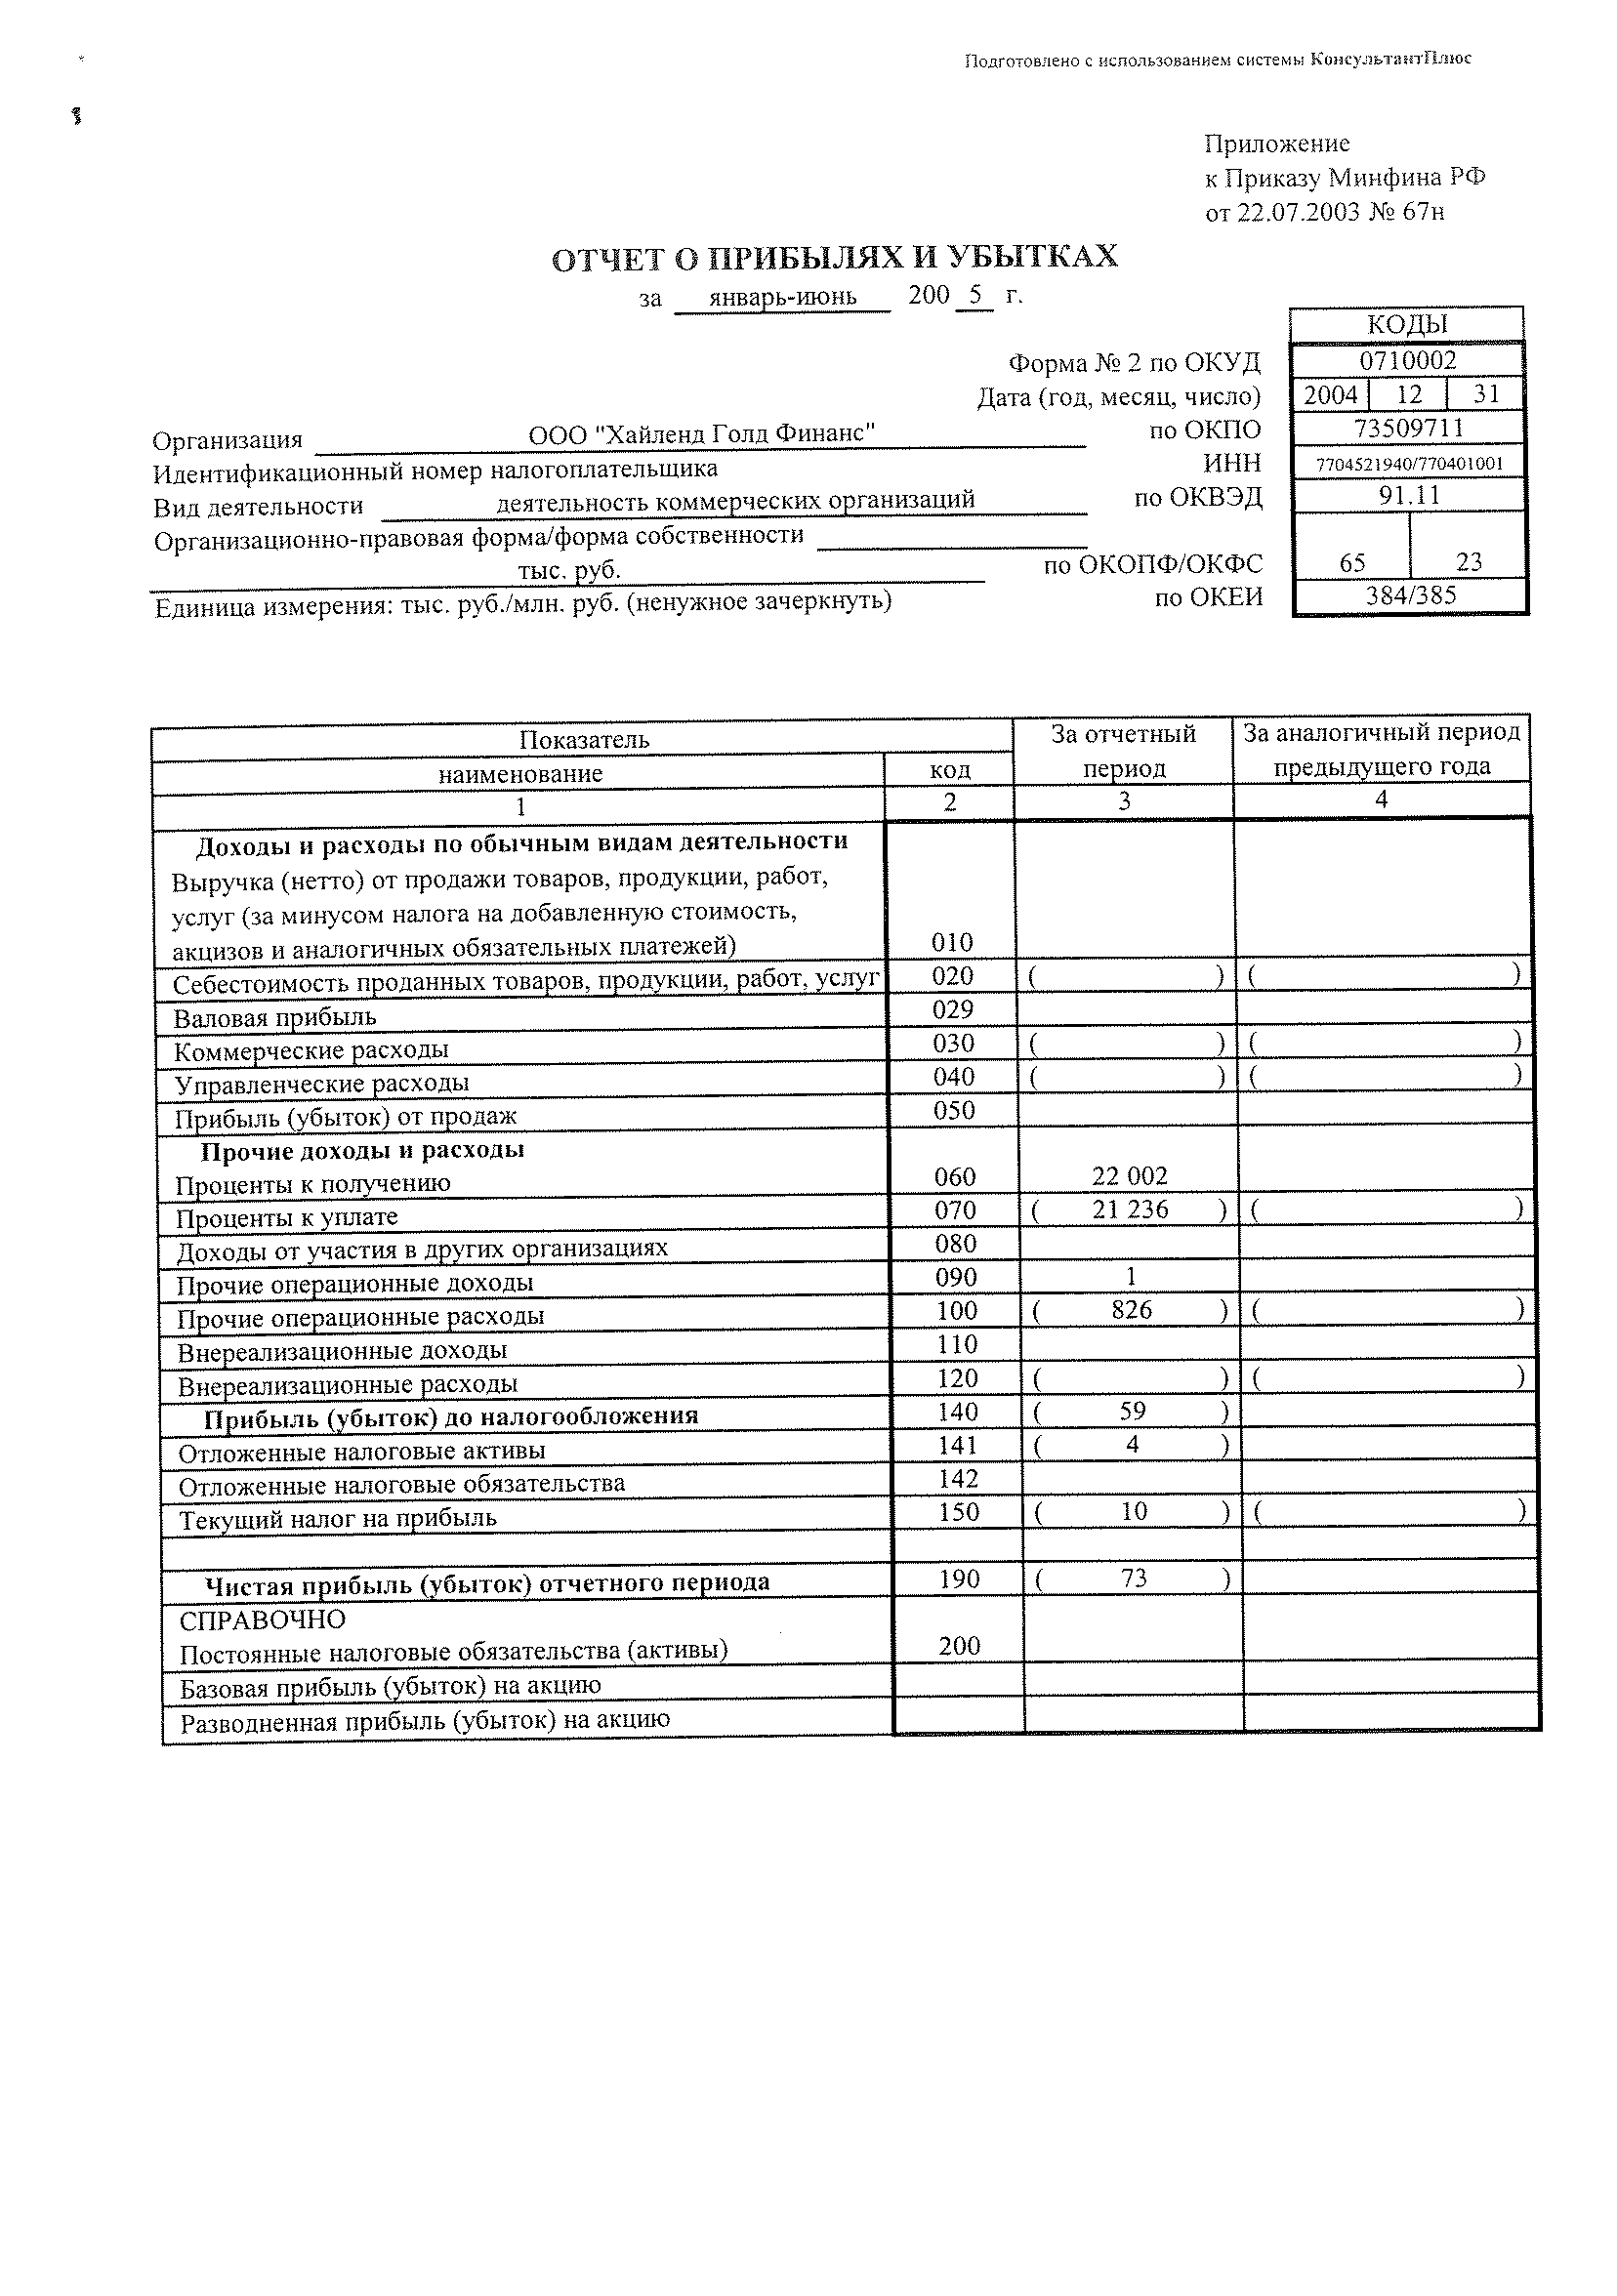 Подготовлено с использованием системы КонсультантПлюс
Приложение
к Приказу Минфина РФ
от 22.07.2003 № 67н
ОТЧЕТ О ПРИБЫЛЯХ И УБЫТКАХ
за январь-июнь 200 5 г.
КОДЫ
Форма № 2 по ОКУД 0710002
Дата (год, месяц, число) 2004 12 31
Организация ООО "Хайленд Голд Финанс" по ОКПО 73509711
Идентификационный номер налогоплательщика ИНН 7704521940/770401001
Вид деятельности деятельность коммерческих организаций по ОКВЭД 91.11
Организационно-правовая форма/форма собственности
тыс. руб. по ОКОПФ/ОКФС 65 23
Единица измерения: тыс. руб./млн. руб. (ненужное зачеркнуть) по ОКЕИ 384/385
Показатель За отчетный За аналогичный период
наименование код период предыдущего года
1 2 3 4
Доходы и расходы по обычным видам деятельности
Выручка (нетто) от продажи товаров, продукции, работ,
услуг (за минусом налога на добавленную стоимость,
акцизов и аналогичных обязательных платежей) 010
Себестоимость проданных товаров, продукции, работ, услуг 020 ( ) ( )
Валовая прибыль 029
Коммерческие расходы 030 ( ) ( )
Управленческие расходы 040 ( ) ( )
Прибыль (убыток) от продаж 050
Прочие доходы и расходы
Проценты к получению 060 22 002
Проценты к уплате 070 ( 21 236 ) ( )
Доходы от участия в других организациях 080
Прочие операционные доходы 090 1
Прочие операционные расходы 100 ( 826 ) ( )
Внереализационные доходы 110
Внереализационные расходы 120 ( ) ( )
Прибыль (убыток) до налогообложения 140 ( 59 )
Отложенные налоговые активы 141 ( 4 )
Отложенные налоговые обязательства 142
Текущий налог на прибыль 150 ( 10 ) ( )
Чистая прибыль (убыток) отчетного периода 190 ( 73 )
СПРАВОЧНО
Постоянные налоговые обязательства (активы) 200
Базовая прибыль (убыток) на акцию
Разводненная прибыль (убыток) на акцию